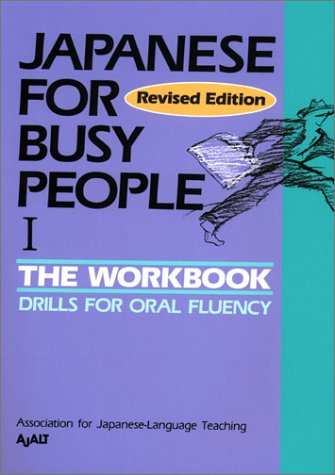 JAPANESE
FOR
Revised Edition
BUSY
PEOPLE
I
THE WORKBOOK
DRILLS FOR ORAL FLUENCY
Association for Japanese-Language Teaching
AJALT